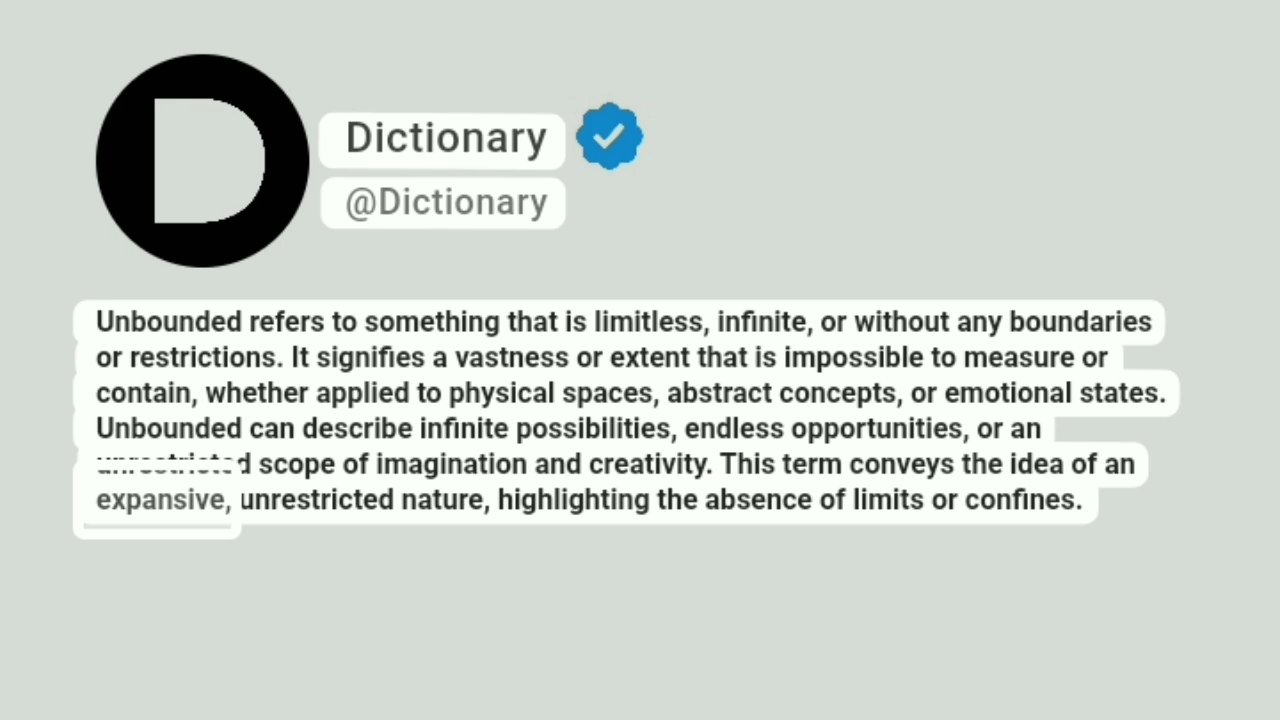 D
Dictionary
@Dictionary
Unbounded refers to something that is limitless, infinite, or without any boundaries
or restrictions. It signifies a vastness or extent that is impossible to measure or
contain, whether applied to physical spaces, abstract concepts, or emotional states.
Unbounded can describe infinite possibilities, endless opportunities, or an
unrestricted scope of imagination and creativity. This term conveys the idea of an
expansive, unrestricted nature, highlighting the absence of limits or confines.